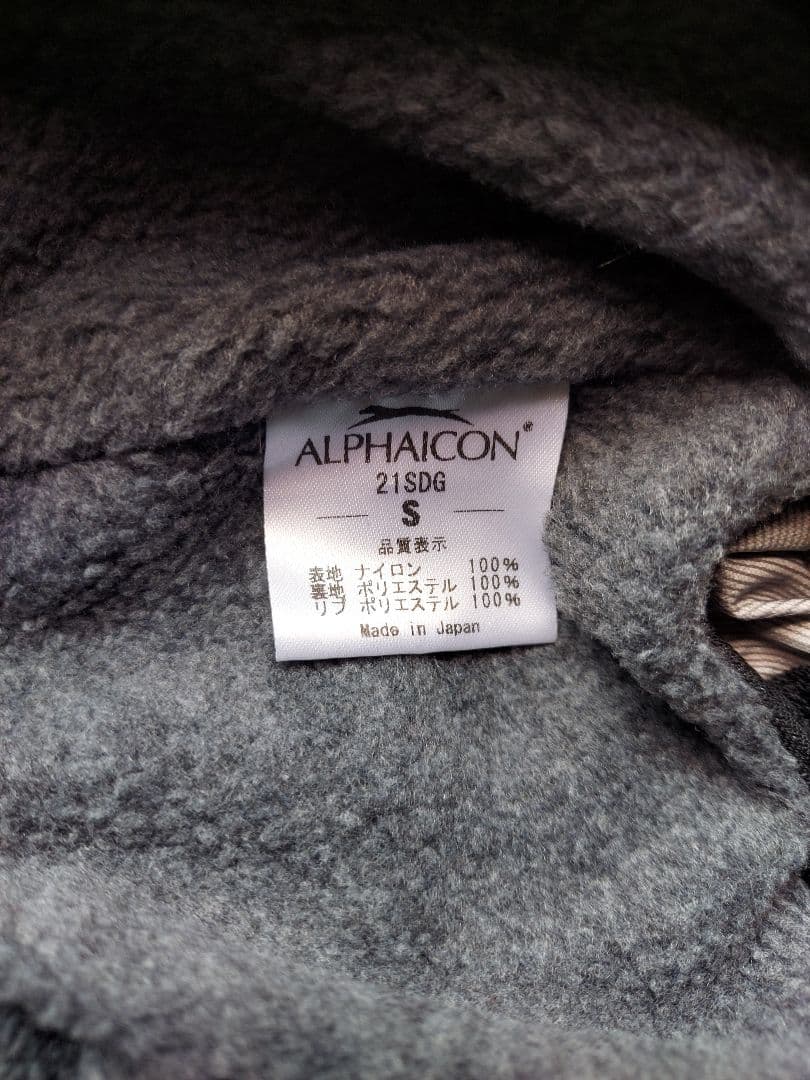 ALPHAICON®
21SDG
S
品質表示
表地 ナイロン 100%
裏地 ポリエステル 100%
リブ ポリエステル 100%
Made in Japan